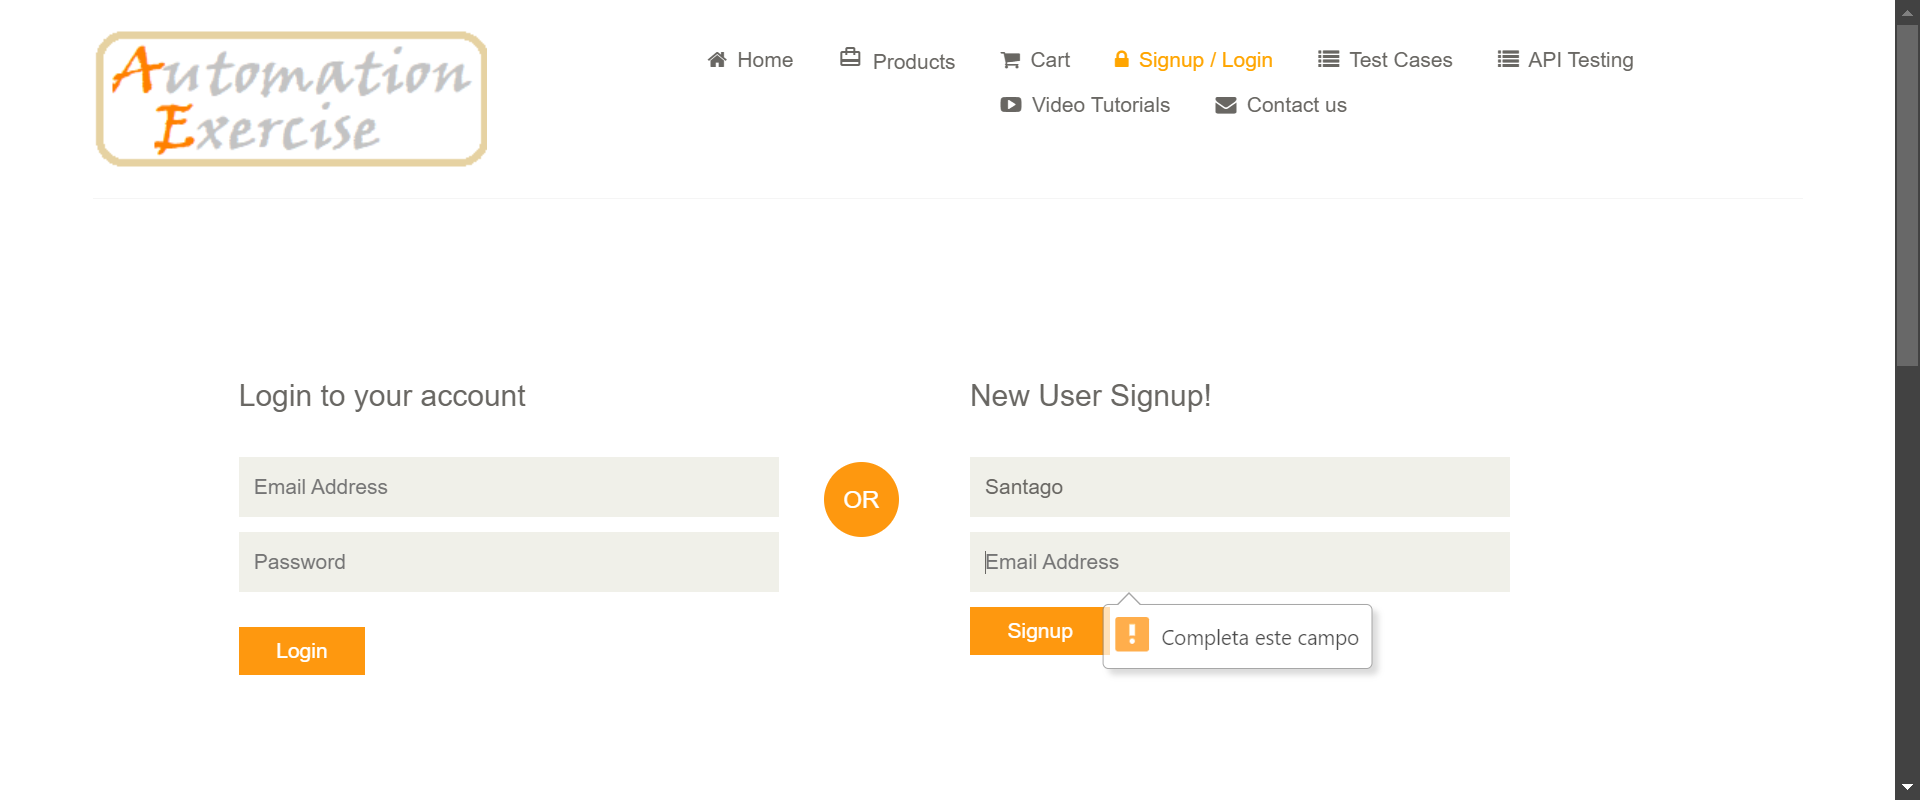 Automation
Exercise
Home
Products
Cart
Signup / Login
Test Cases
API Testing
Video Tutorials
Contact us
Login to your account
Email Address
Password
Login
OR
New User Signup!
Santago
Email Address
Signup
Completa este campo